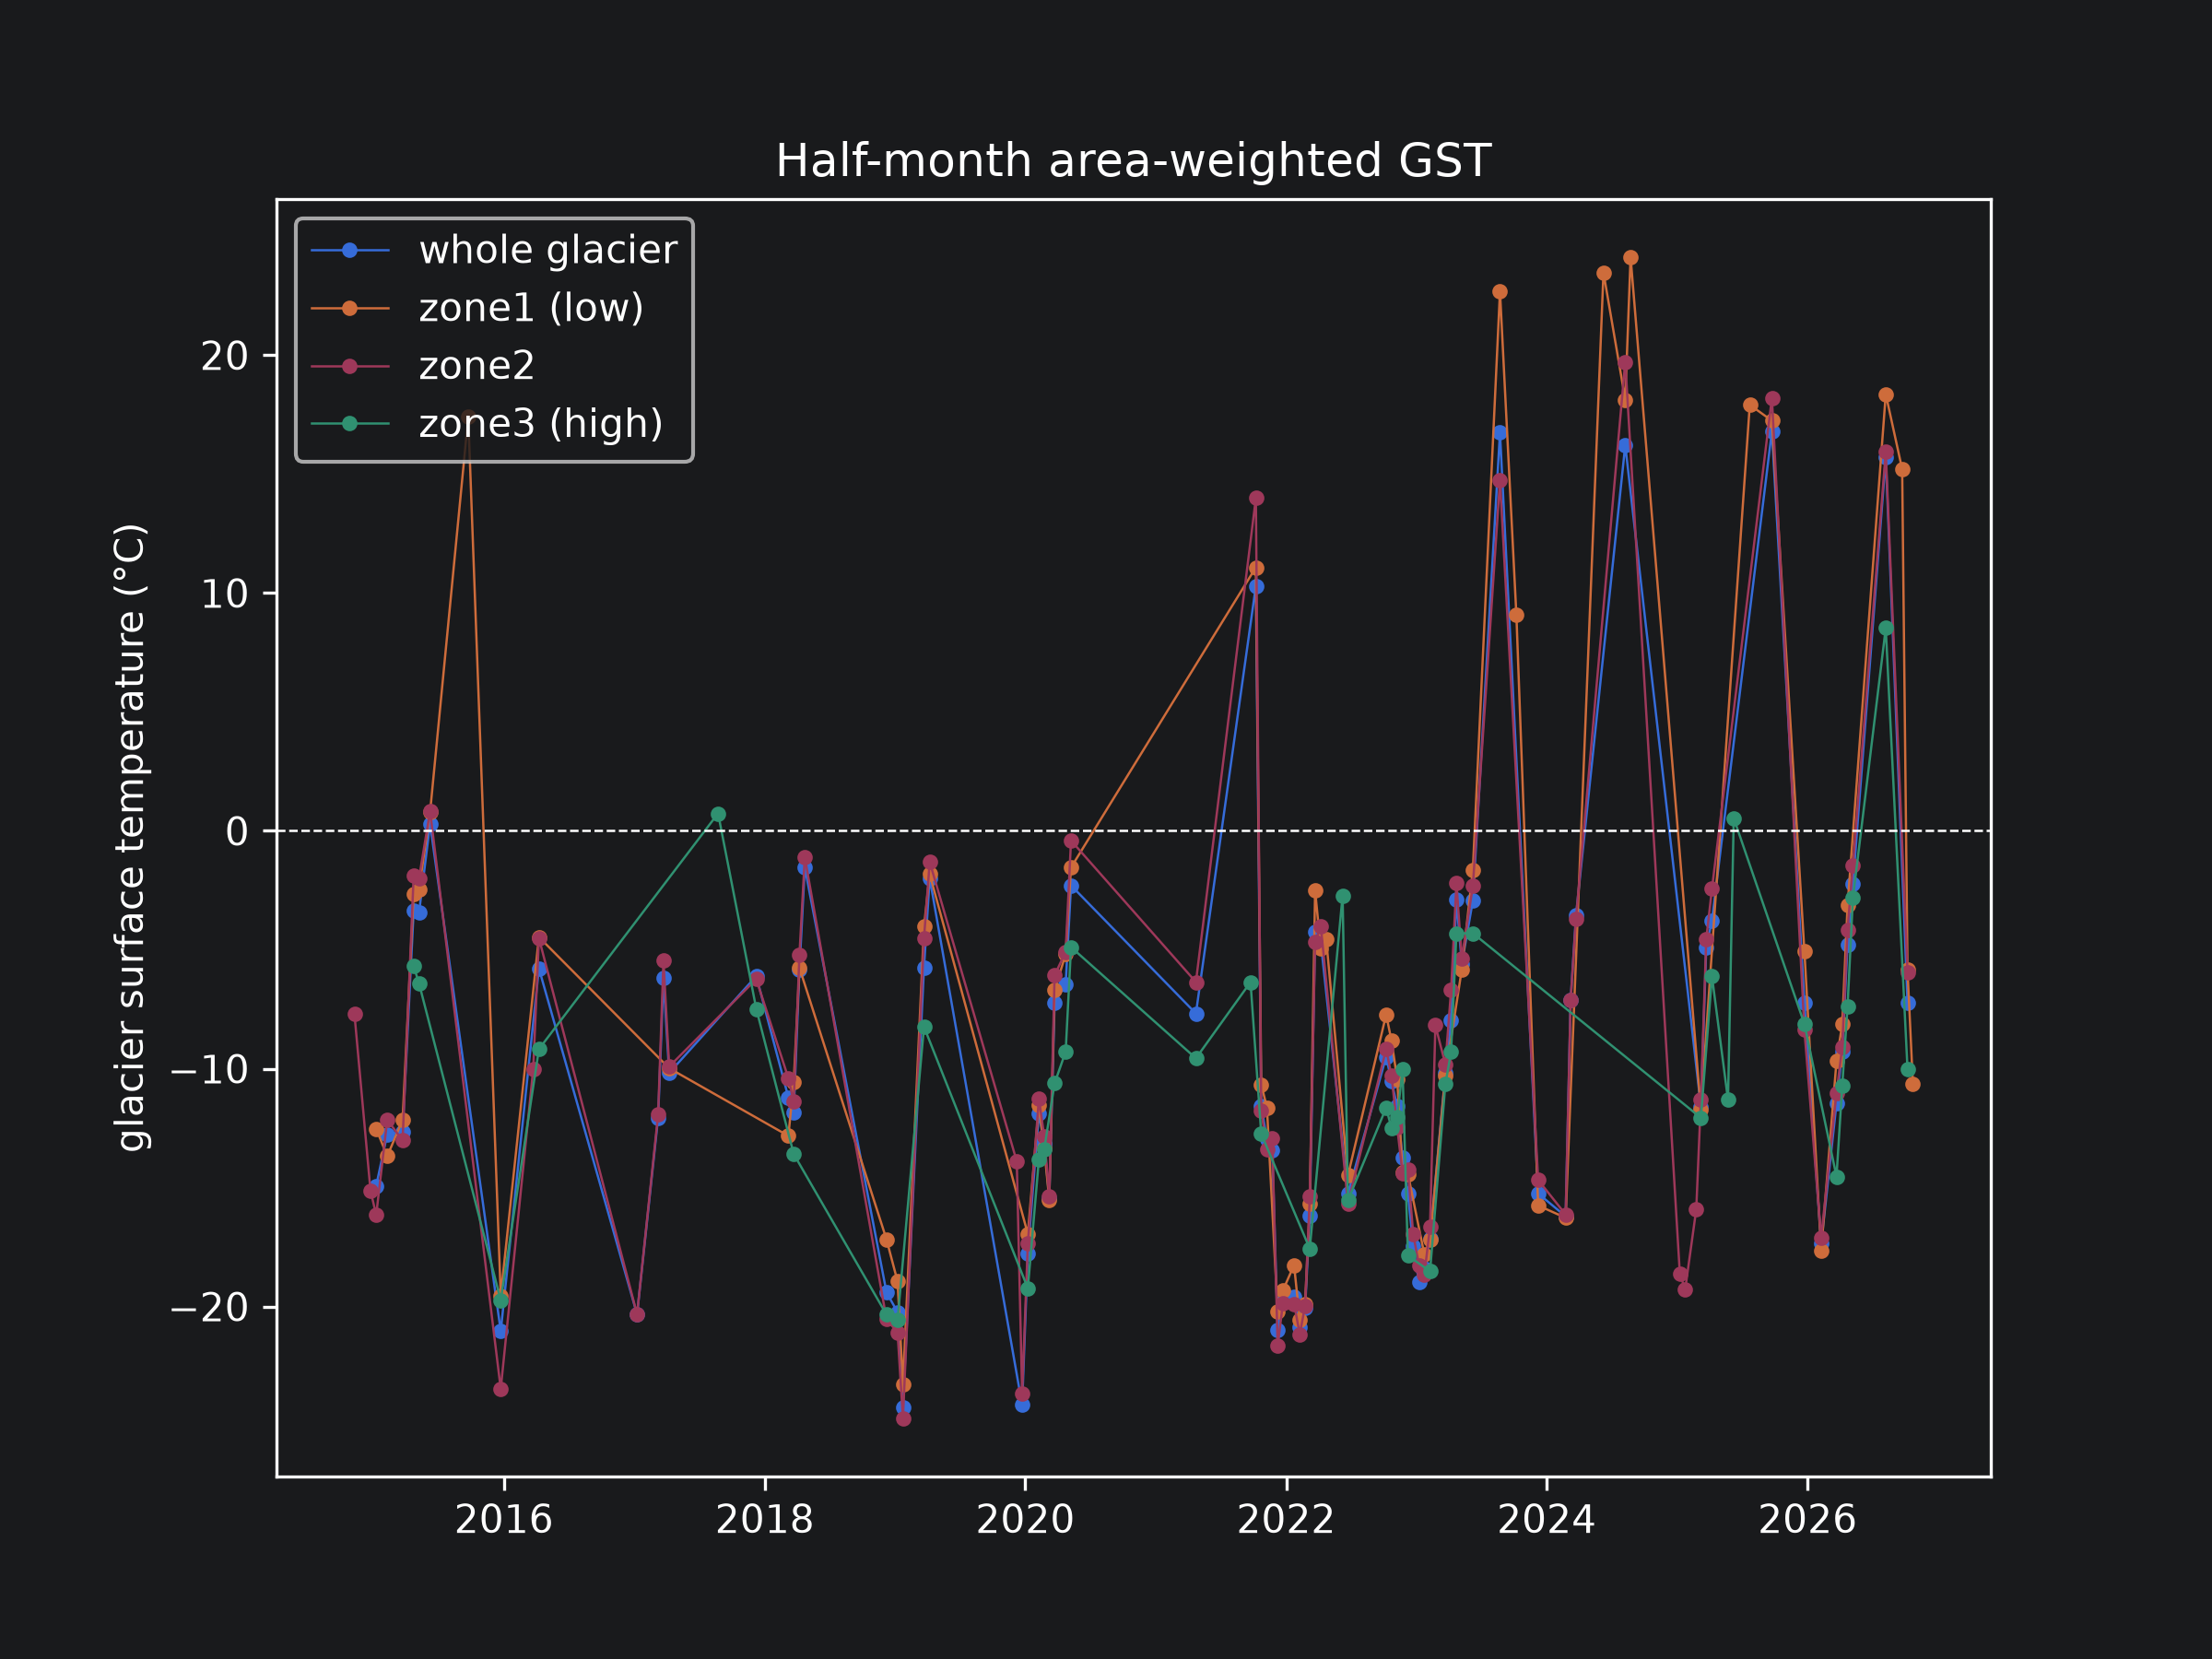 Half-month area-weighted GST
whole glacier
zone1 (low)
zone2
zone3 (high)
glacier surface temperature (°C)
20
10
0
−10
−20
2016 2018 2020 2022 2024 2026